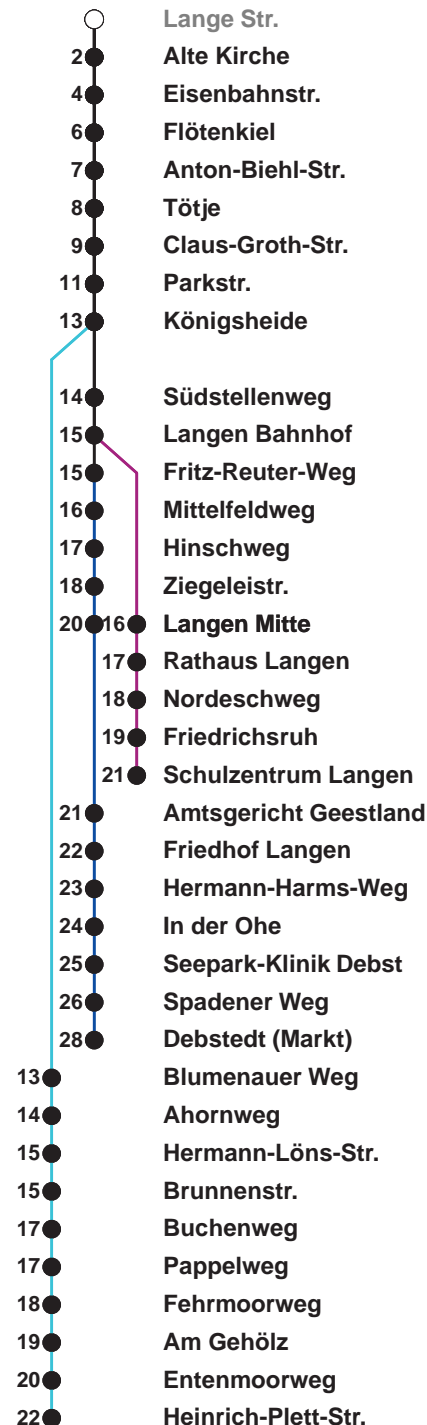 Lange Str.
2 Alte Kirche
4 Eisenbahnstr.
6 Flötenkiel
7 Anton-Biehl-Str.
8 Tötje
9 Claus-Groth-Str.
11 Parkstr.
13 Königsheide
14 Südstellenweg
15 Langen Bahnhof
15 Fritz-Reuter-Weg
16 Mittelfeldweg
17 Hinschweg
18 Ziegeleistr.
20 16 Langen Mitte
17 Rathaus Langen
18 Nordeschweg
19 Friedrichsruh
21 Schulzentrum Langen
21 Amtsgericht Geestland
22 Friedhof Langen
23 Hermann-Harms-Weg
24 In der Ohe
25 Seepark-Klinik Debst
26 Spadener Weg
28 Debstedt (Markt)
13 Blumenauer Weg
14 Ahornweg
15 Hermann-Löns-Str.
15 Brunnenstr.
17 Buchenweg
17 Pappelweg
18 Fehrmoorweg
19 Am Gehölz
20 Entenmoorweg
22 Heinrich-Plett-Str.